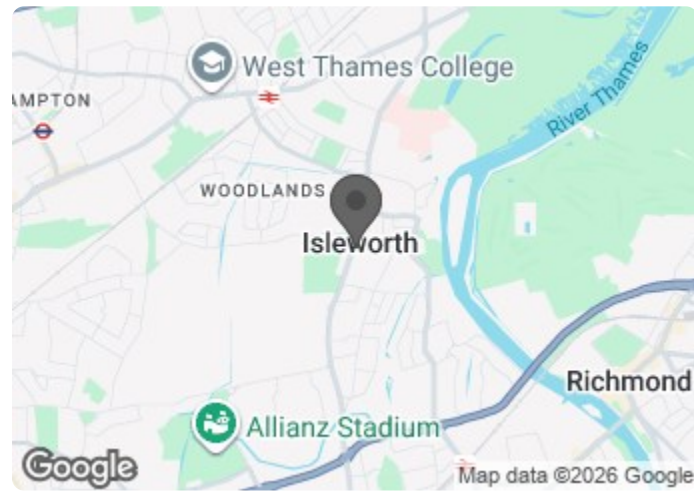 West Thames College
AMPTON
River Thames
WOODLANDS
Isleworth
Richmond
Allianz Stadium
Google
Map data ©2026 Google